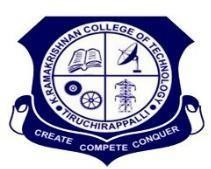 K.RAMAKRISHNAN COLLEGE OF TECHNOLOGY
• TIRUCHIRAPPALLI •
CREATE COMPETE CONQUER